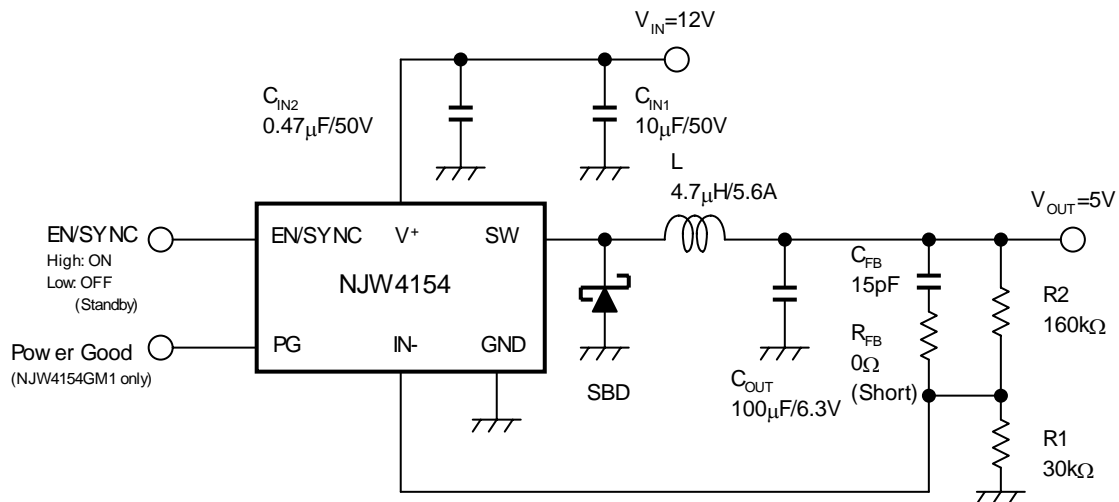 V_IN=12V
C_IN2
0.47μF/50V
C_IN1
10μF/50V
L
4.7μH/5.6A
V_OUT=5V
EN/SYNC
High: ON
Low: OFF
(Standby)
EN/SYNC
V+
SW
NJW4154
Power Good
(NJW4154GM1 only)
PG
IN-
GND
SBD
C_OUT
100μF/6.3V
C_FB
15pF
R_FB
0Ω
(Short)
R2
160kΩ
R1
30kΩ